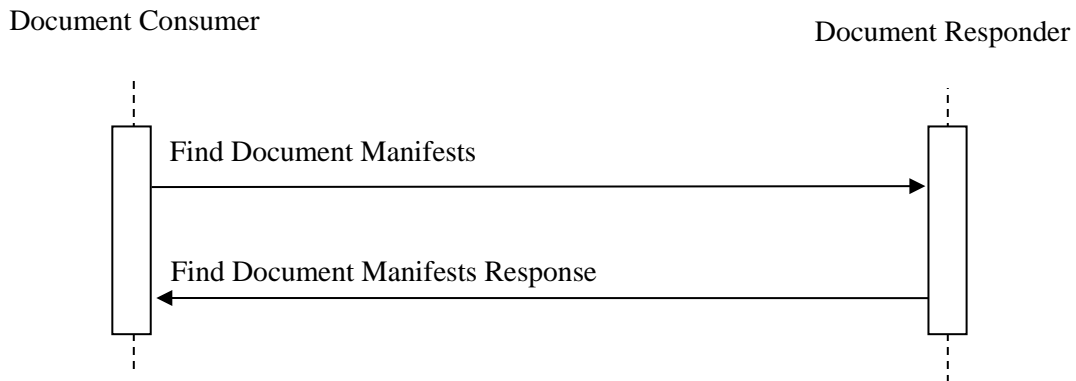 Document Consumer
Document Responder
Find Document Manifests
Find Document Manifests Response